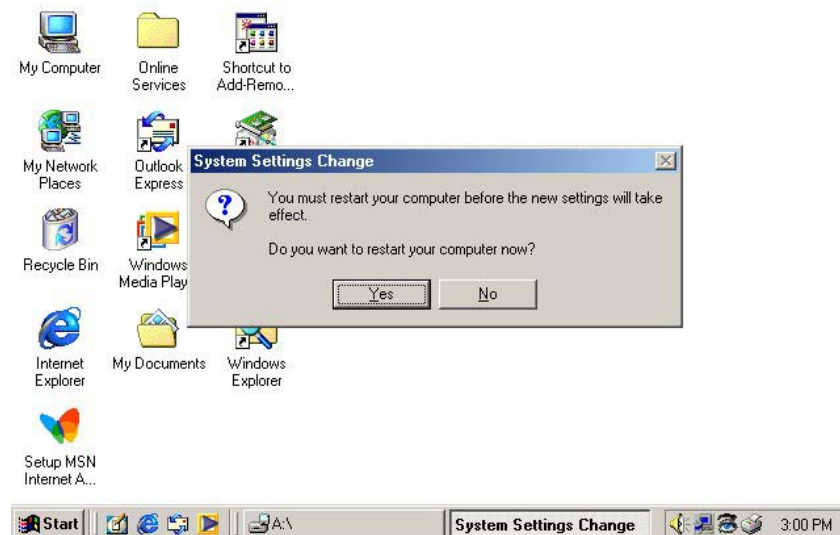 My Computer
Online
Services
Shortcut to
Add-Remo...
My Network
Places
Outlook
Express
System Settings Change
You must restart your computer before the new settings will take
effect.
Do you want to restart your computer now?
Yes
No
Recycle Bin
Windows
Media Play
Internet
Explorer
My Documents
Windows
Explorer
Setup MSN
Internet A...
Start
A:\
System Settings Change
3:00 PM